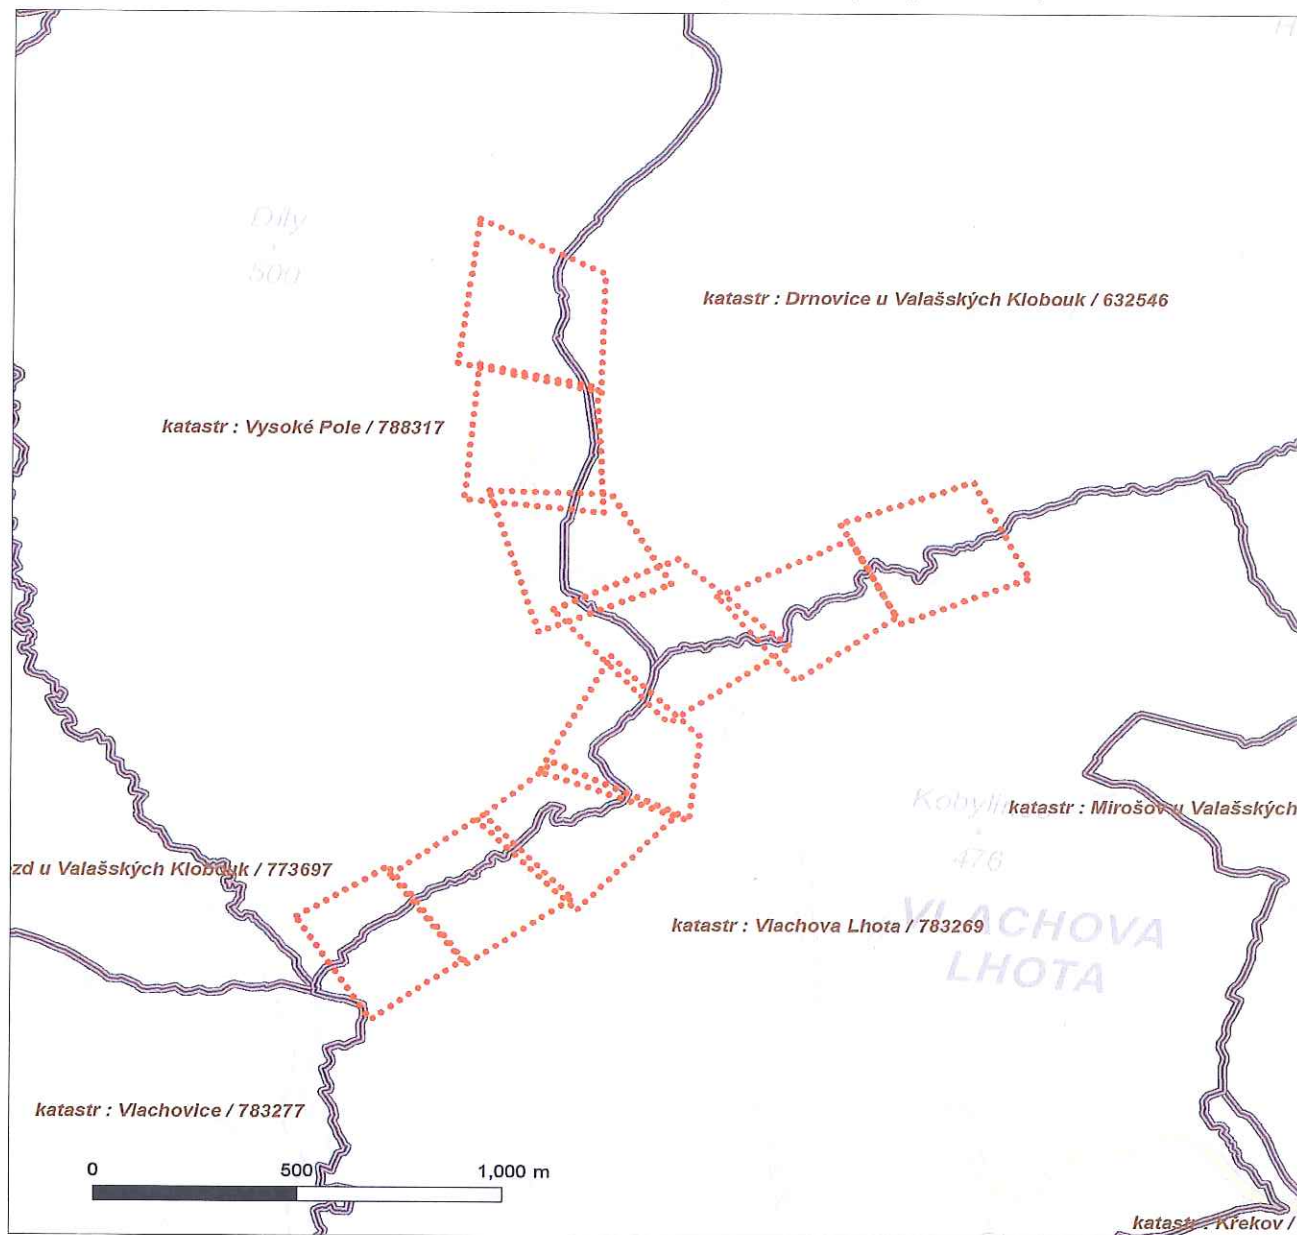 H
Díly
500
katastr : Drnovice u Valašských Klobouk / 632546
katastr : Vysoké Pole / 788317
katastr : Mirošov u Valašských
476
zd u Valašských Klobouk / 773697
katastr : Vlachova Lhota / 783269
VLACHOVA
LHOTA
katastr : Vlachovice / 783277
0 500 1,000 m
katastr : Křekov /